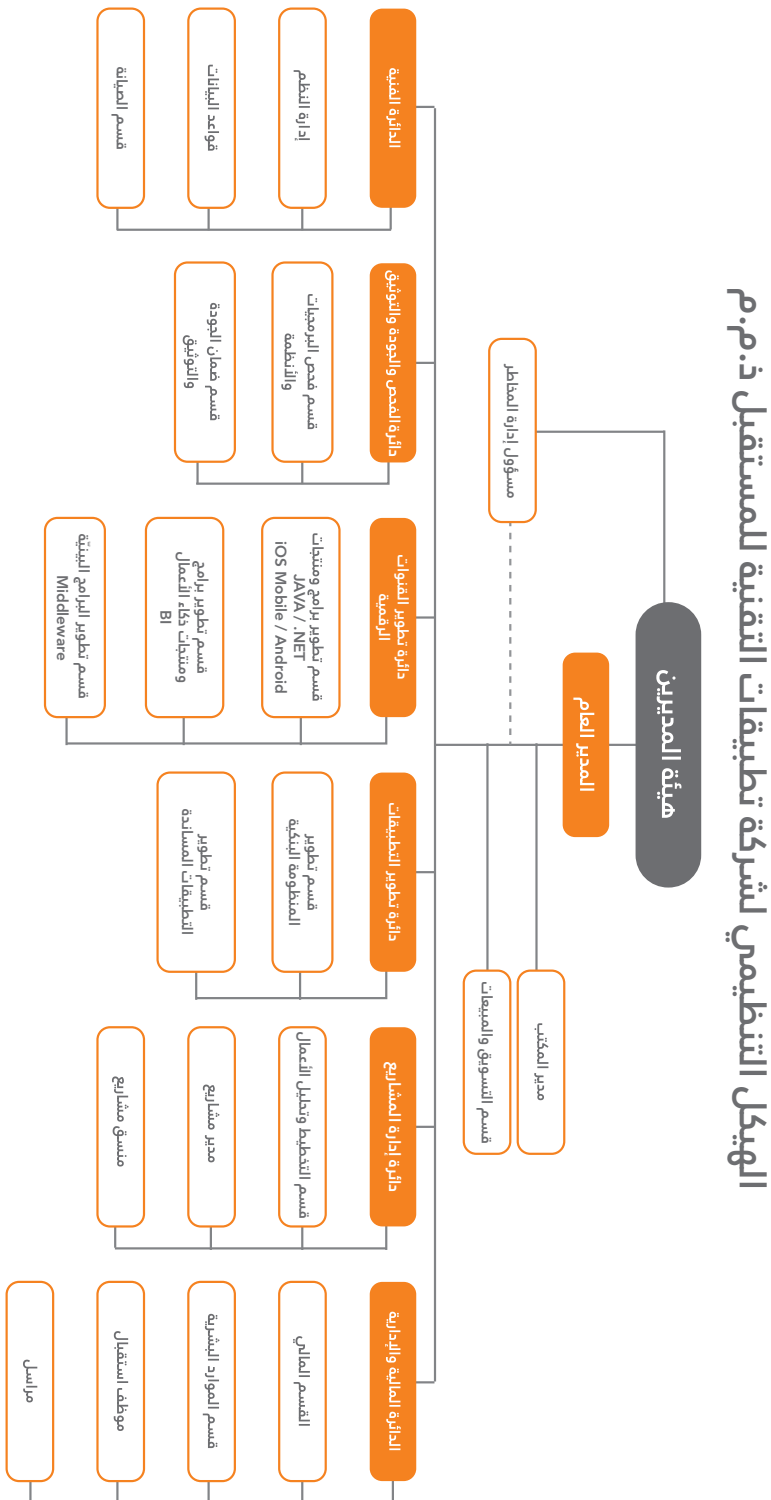 الهيكل التنظيمي لشركة تطبيقات التقنية للمستقبل ذ.م.م
هيئة المديرين
المدير العام
مسؤول إدارة المخاطر
مدير المكتب
قسم التسويق والمبيعات
الدائرة المالية والإدارية
القسم المالي
قسم الموارد البشرية
موظف استقبال
مراسل
دائرة إدارة المشاريع
قسم التخطيط وتحليل الأعمال
مدير مشاريع
منسق مشاريع
دائرة تطوير التطبيقات
قسم تطوير
المنظومة البنكية
قسم تطوير
التطبيقات المساندة
دائرة تطوير القنوات
الرقمية
قسم تطوير برامج ومنتجات
JAVA / .NET
iOS Mobile / Android
قسم تطوير برامج
ومنتجات ذكاء الأعمال
BI
قسم تطوير البرامج البينيّة
Middleware
دائرة الفحص والجودة والتوثيق
قسم فحص البرمجيات
والأنظمة
قسم ضمان الجودة
والتوثيق
الدائرة الفنية
إدارة النظم
قواعد البيانات
قسم الصيانة